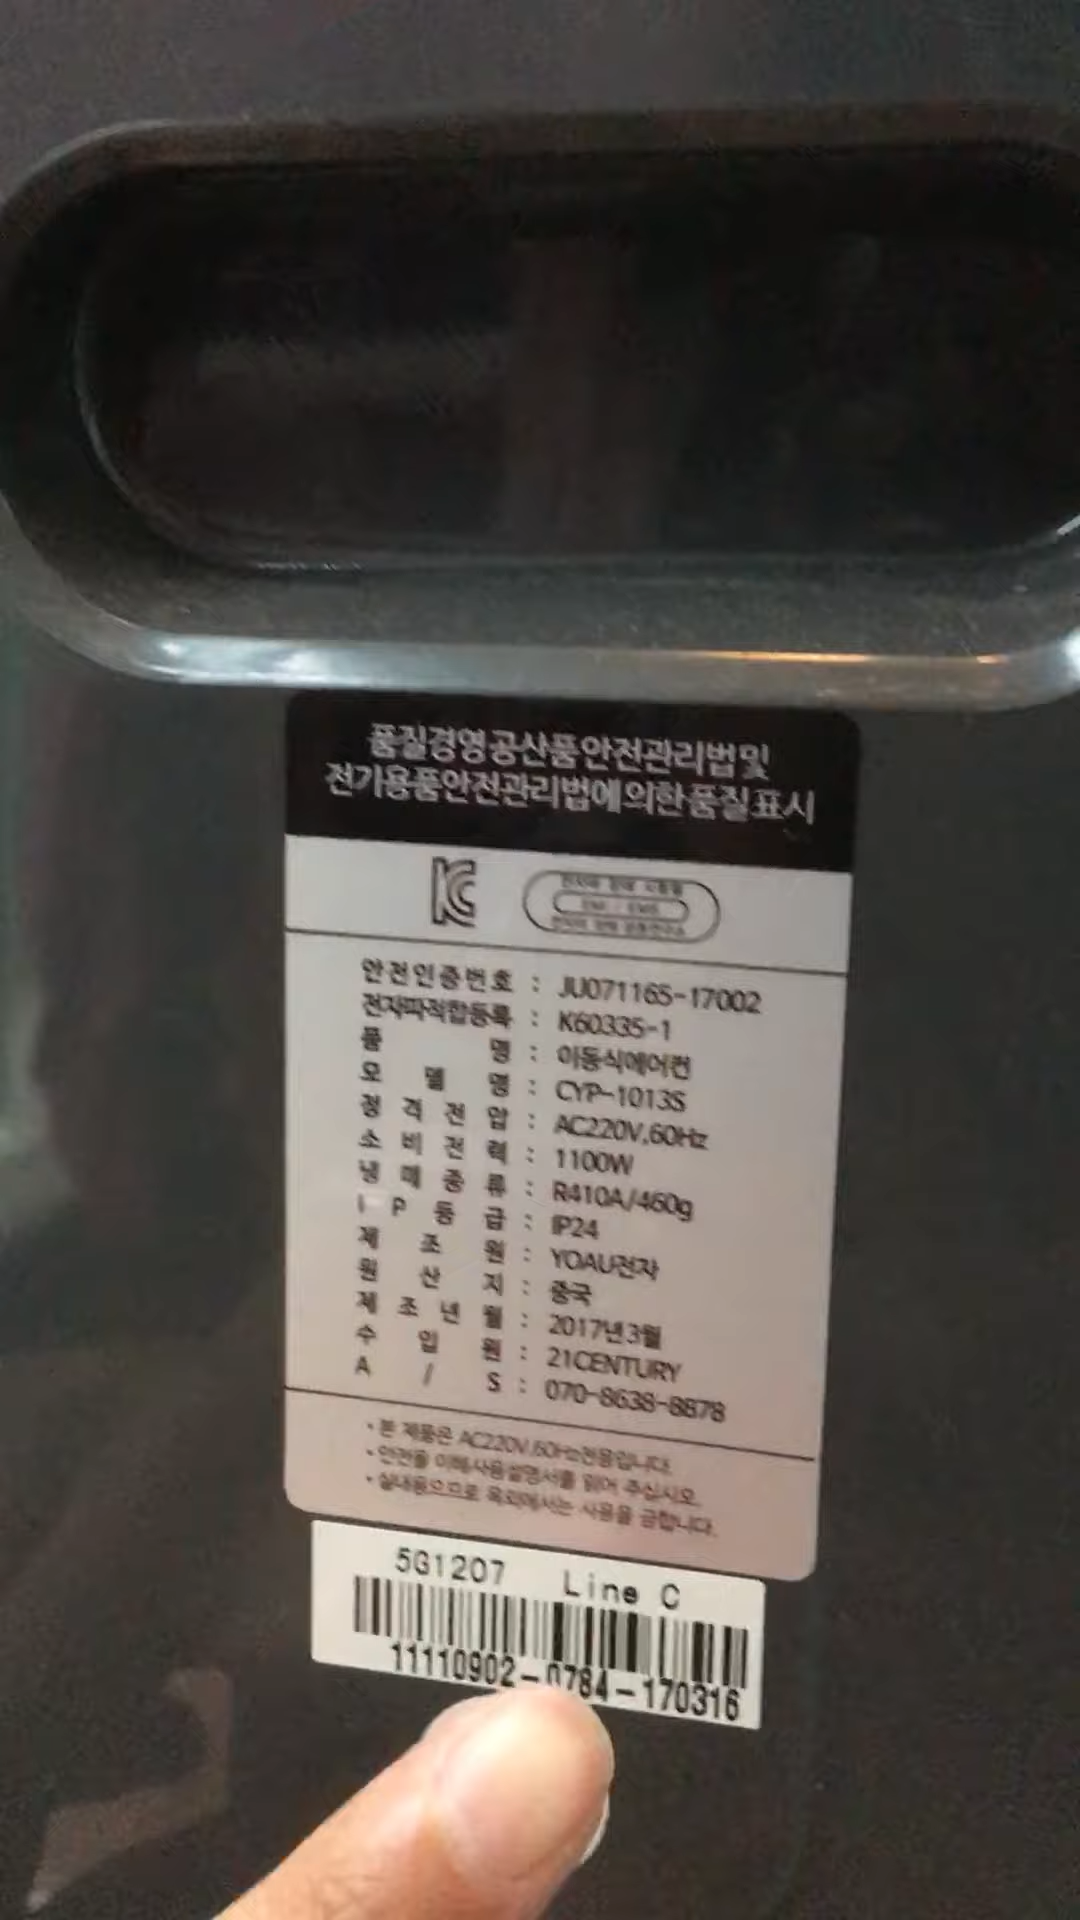 품질경영공산품안전관리법및
전기용품안전관리법에의한품질표시
안전인증번호 : JU071165-17002
전자파적합등록 : K60335-1
품 명 : 이동식에어컨
모 델 명 : CYP-1013S
정 격 전 압 : AC220V,60Hz
소 비 전 력 : 1100W
냉 매 종 류 : R410A/460g
I P 등 급 : IP24
제 조 원 : YOAU전자
원 산 지 : 중국
제 조 년 월 : 2017년3월
수 입 원 : 21CENTURY
A / S : 070-8638-8878
• 본 제품은 AC220V,60Hz전용입니다.
• 안전을 위해사용설명서를 읽어 주십시오.
• 실내용으로 옥외에서는 사용을 금합니다.
5G1207 Line C
11110902-0784-170316